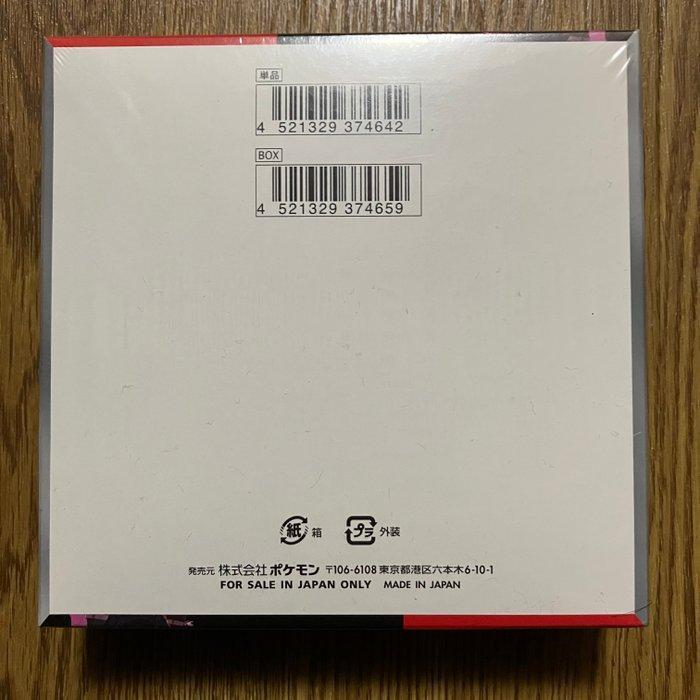 単品
4 521329 374642
BOX
4 521329 374659
紙 箱 プラ 外装
発売元 株式会社ポケモン 〒106-6108 東京都港区六本木6-10-1
FOR SALE IN JAPAN ONLY MADE IN JAPAN